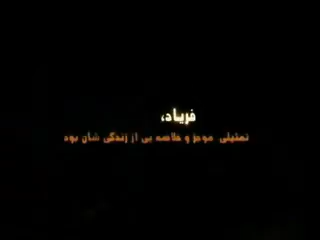 فریاد،
تمثیلی موجز و خلاصه یی از زندگی شان بود